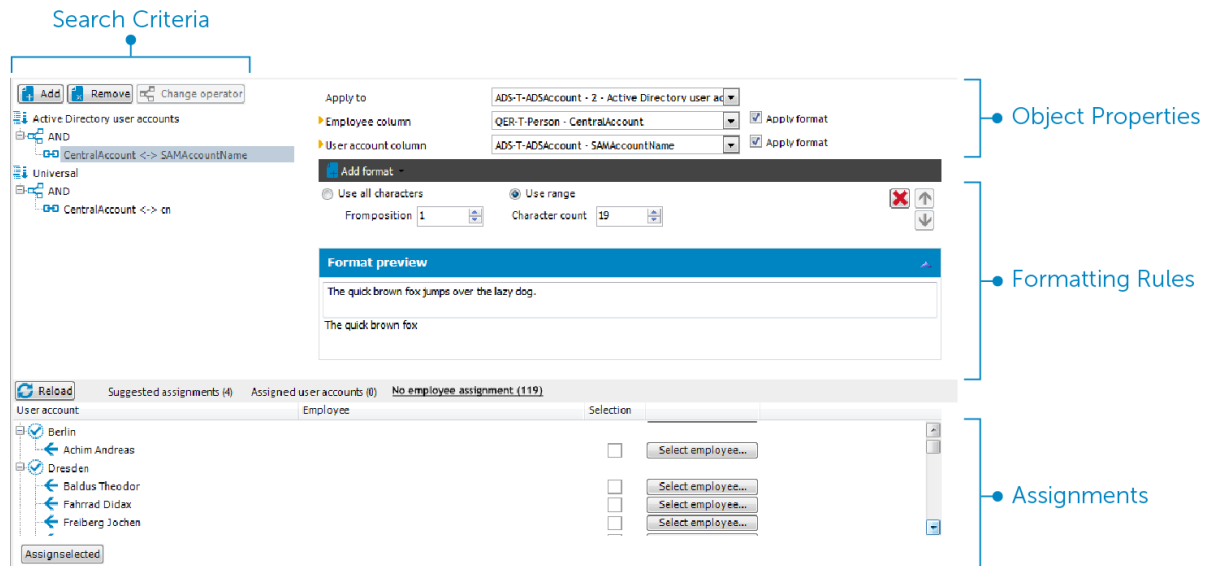 Search Criteria
Add Remove Change operator
Active Directory user accounts
AND
CentralAccount <-> SAMAccountName
Universal
AND
CentralAccount <-> cn
Apply to ADS-T-ADSAccount - 2 - Active Directory user ac
Employee column QER-T-Person - CentralAccount Apply format
User account column ADS-T-ADSAccount - SAMAccountName Apply format
Object Properties
Add format
Use all characters Use range
From position 1 Character count 19
Format preview
The quick brown fox jumps over the lazy dog.
The quick brown fox
Formatting Rules
Reload Suggested assignments (4) Assigned user accounts (0) No employee assignment (119)
User account Employee Selection
Berlin
Achim Andreas Select employee...
Dresden
Baldus Theodor Select employee...
Fahrrad Didax Select employee...
Freiberg Jochen Select employee...
Assignments
Assign selected